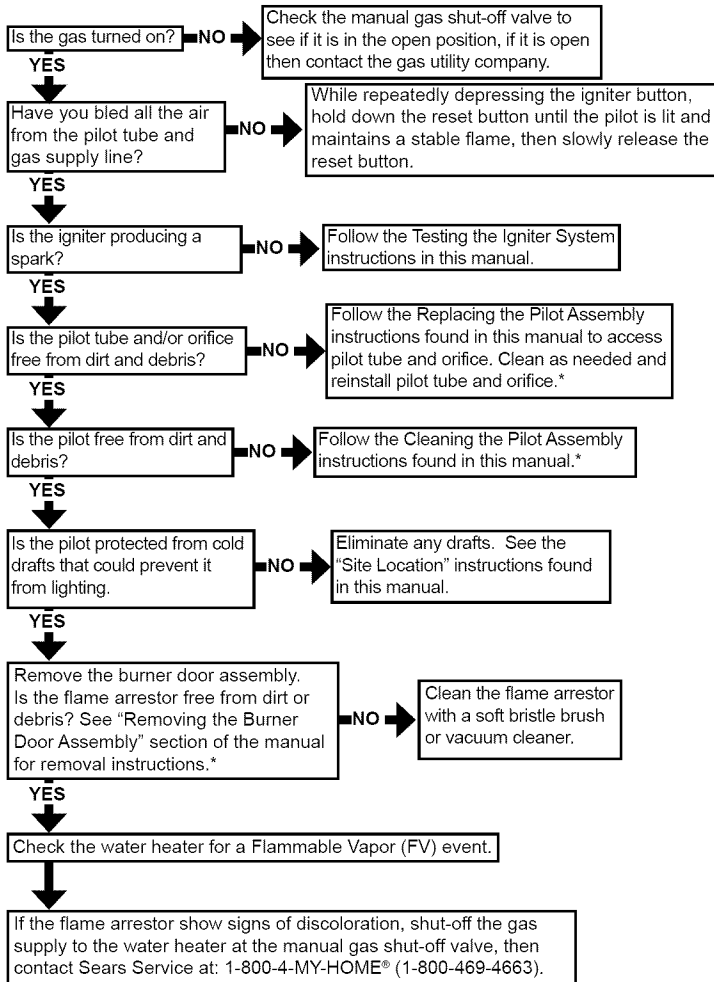 Is the gas turned on?
NO
Check the manual gas shut-off valve to
see if it is in the open position, if it is open
then contact the gas utility company.
YES
Have you bled all the air
from the pilot tube and
gas supply line?
NO
While repeatedly depressing the igniter button,
hold down the reset button until the pilot is lit and
maintains a stable flame, then slowly release the
reset button.
YES
Is the igniter producing a
spark?
NO
Follow the Testing the Igniter System
instructions in this manual.
YES
Is the pilot tube and/or orifice
free from dirt and debris?
NO
Follow the Replacing the Pilot Assembly
instructions found in this manual to access
pilot tube and orifice. Clean as needed and
reinstall pilot tube and orifice.*
YES
Is the pilot free from dirt and
debris?
NO
Follow the Cleaning the Pilot Assembly
instructions found in this manual.*
YES
Is the pilot protected from cold
drafts that could prevent it
from lighting.
NO
Eliminate any drafts. See the
“Site Location” instructions found
in this manual.
YES
Remove the burner door assembly.
Is the flame arrestor free from dirt or
debris? See “Removing the Burner
Door Assembly” section of the manual
for removal instructions.*
NO
Clean the flame arrestor
with a soft bristle brush
or vacuum cleaner.
YES
Check the water heater for a Flammable Vapor (FV) event.
If the flame arrestor show signs of discoloration, shut-off the gas
supply to the water heater at the manual gas shut-off valve, then
contact Sears Service at: 1-800-4-MY-HOME® (1-800-469-4663).